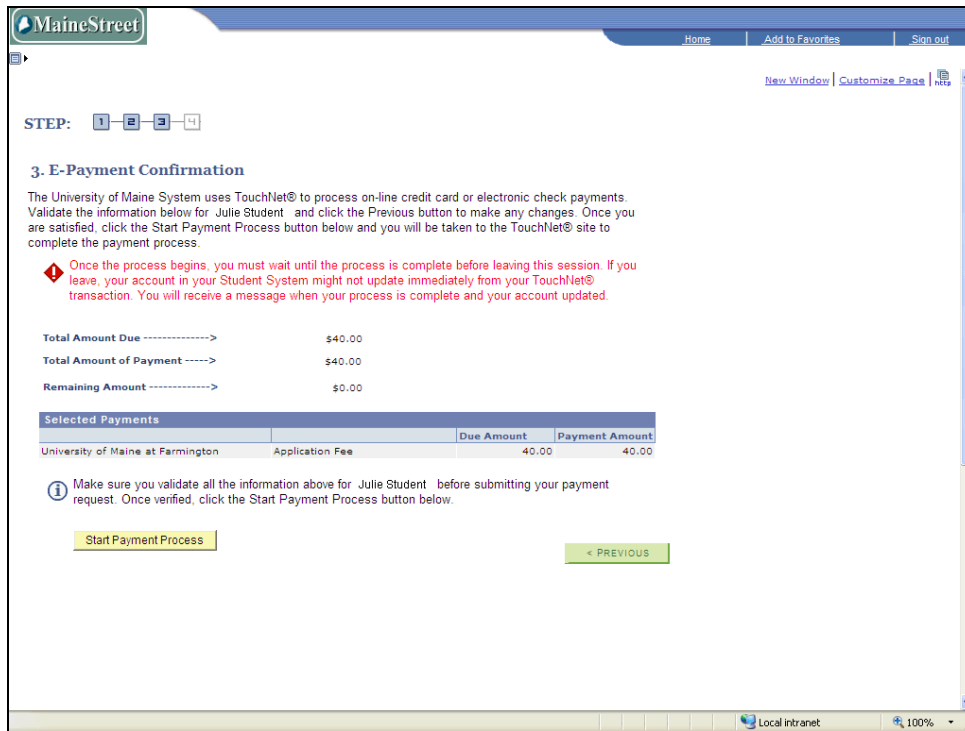 MaineStreet
Home Add to Favorites Sign out
New Window Customize Page http
STEP: 1 2 3 4
3. E-Payment Confirmation
The University of Maine System uses TouchNet® to process on-line credit card or electronic check payments.
Validate the information below for Julie Student and click the Previous button to make any changes. Once you
are satisfied, click the Start Payment Process button below and you will be taken to the TouchNet® site to
complete the payment process.
Once the process begins, you must wait until the process is complete before leaving this session. If you
leave, your account in your Student System might not update immediately from your TouchNet®
transaction. You will receive a message when your process is complete and your account updated.
Total Amount Due --------------> $40.00
Total Amount of Payment -----> $40.00
Remaining Amount -------------> $0.00
Selected Payments
Due Amount Payment Amount
University of Maine at Farmington Application Fee 40.00 40.00
Make sure you validate all the information above for Julie Student before submitting your payment
request. Once verified, click the Start Payment Process button below.
Start Payment Process
< PREVIOUS
Local intranet 100%